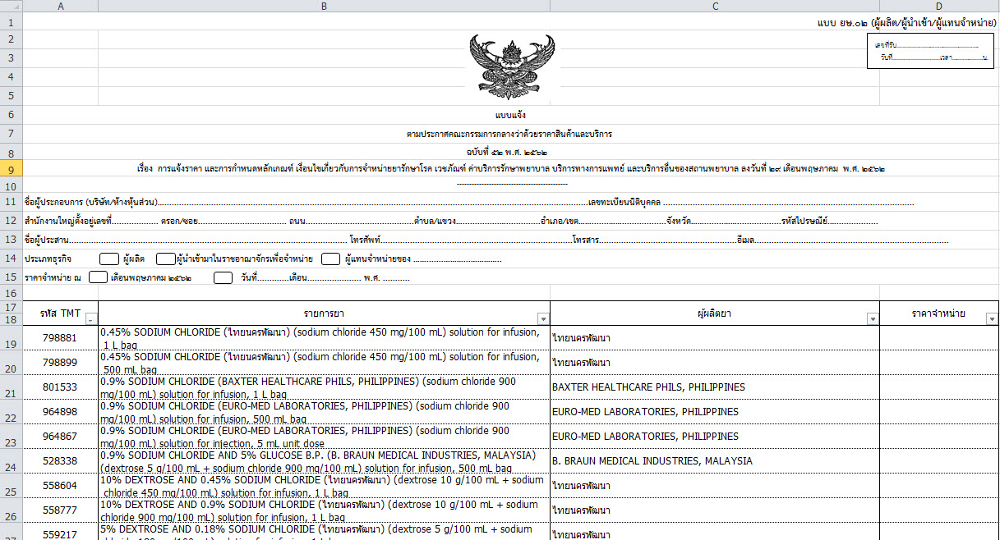 A B C D
1 แบบ ยษ.๐๒ (ผู้ผลิต/ผู้นำเข้า/ผู้แทนจำหน่าย)
2 เลขที่รับ............................................
3 วันที่..........................เวลา................น.
4
5
6 แบบแจ้ง
7 ตามประกาศคณะกรรมการกลางว่าด้วยราคาสินค้าและบริการ
8 ฉบับที่ ๕๒ พ.ศ. ๒๕๖๒
9 เรื่อง การแจ้งราคา และการกำหนดหลักเกณฑ์ เงื่อนไขเกี่ยวกับการจำหน่ายยารักษาโรค เวชภัณฑ์ ค่าบริการรักษาพยาบาล บริการทางการแพทย์ และบริการอื่นของสถานพยาบาล ลงวันที่ ๒๙ เดือนพฤษภาคม พ.ศ. ๒๕๖๒
10 ---------------------------------------------
11 ชื่อผู้ประกอบการ (บริษัท/ห้างหุ้นส่วน)..........................................................................เลขทะเบียนนิติบุคคล ..........................................................
12 สำนักงานใหญ่ตั้งอยู่เลขที่................... ตรอก/ซอย.................................... ถนน............................................ตำบล/แขวง..................................อำเภอ/เขต...................................จังหวัด....................................รหัสไปรษณีย์.....................
13 ชื่อผู้ประสาน.......................................................................... โทรศัพท์..........................................................................โทรสาร........................................................อีเมล..........................................................................
14 ประเภทธุรกิจ ผู้ผลิต ผู้นำเข้ามาในราชอาณาจักรเพื่อจำหน่าย ผู้แทนจำหน่ายของ ....................................
15 ราคาจำหน่าย ณ เดือนพฤษภาคม ๒๕๖๒ วันที่.............เดือน...................... พ.ศ. ...........
16
17
18 รหัส TMT รายการยา ผู้ผลิตยา ราคาจำหน่าย
19 798881 0.45% SODIUM CHLORIDE (ไทยนครพัฒนา) (sodium chloride 450 mg/100 mL) solution for infusion, ไทยนครพัฒนา
1 L bag
20 798899 0.45% SODIUM CHLORIDE (ไทยนครพัฒนา) (sodium chloride 450 mg/100 mL) solution for infusion, ไทยนครพัฒนา
500 mL bag
21 801533 0.9% SODIUM CHLORIDE (BAXTER HEALTHCARE PHILS, PHILIPPINES) (sodium chloride 900 BAXTER HEALTHCARE PHILS, PHILIPPINES
mg/100 mL) solution for infusion, 1 L bag
22 964898 0.9% SODIUM CHLORIDE (EURO-MED LABORATORIES, PHILIPPINES) (sodium chloride 900 EURO-MED LABORATORIES, PHILIPPINES
mg/100 mL) solution for infusion, 500 mL bag
23 964867 0.9% SODIUM CHLORIDE (EURO-MED LABORATORIES, PHILIPPINES) (sodium chloride 900 EURO-MED LABORATORIES, PHILIPPINES
mg/100 mL) solution for injection, 5 mL unit dose
24 528338 0.9% SODIUM CHLORIDE AND 5% GLUCOSE B.P. (B. BRAUN MEDICAL INDUSTRIES, MALAYSIA) B. BRAUN MEDICAL INDUSTRIES, MALAYSIA
(dextrose 5 g/100 mL + sodium chloride 900 mg/100 mL) solution for infusion, 500 mL bag
25 558604 10% DEXTROSE AND 0.45% SODIUM CHLORIDE (ไทยนครพัฒนา) (dextrose 10 g/100 mL + sodium ไทยนครพัฒนา
chloride 450 mg/100 mL) solution for infusion, 1 L bag
26 558777 10% DEXTROSE AND 0.9% SODIUM CHLORIDE (ไทยนครพัฒนา) (dextrose 10 g/100 mL + sodium ไทยนครพัฒนา
chloride 900 mg/100 mL) solution for infusion, 1 L bag
27 559217 5% DEXTROSE AND 0.18% SODIUM CHLORIDE (ไทยนครพัฒนา) (dextrose 5 g/100 mL + sodium ไทยนครพัฒนา